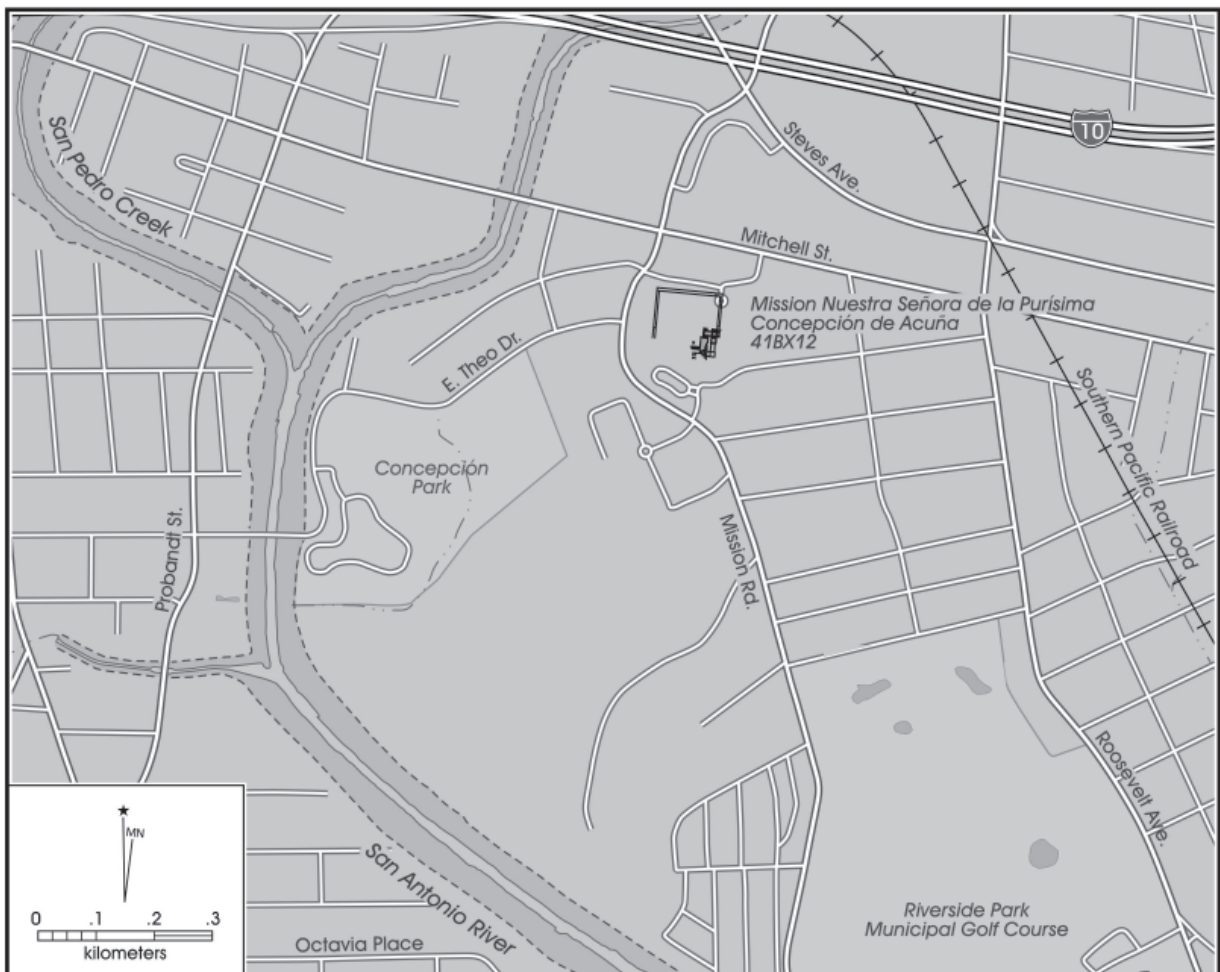 10
Steves Ave.
San Pedro Creek
Mitchell St.
Mission Nuestra Señora de la Purísima
Concepción de Acuña
41BX12
E. Theo Dr.
Southern Pacific Railroad
Concepción
Park
Probandt St.
Mission Rd.
Roosevelt Ave.
MN
San Antonio River
0 .1 .2 .3
kilometers
Octavia Place
Riverside Park
Municipal Golf Course